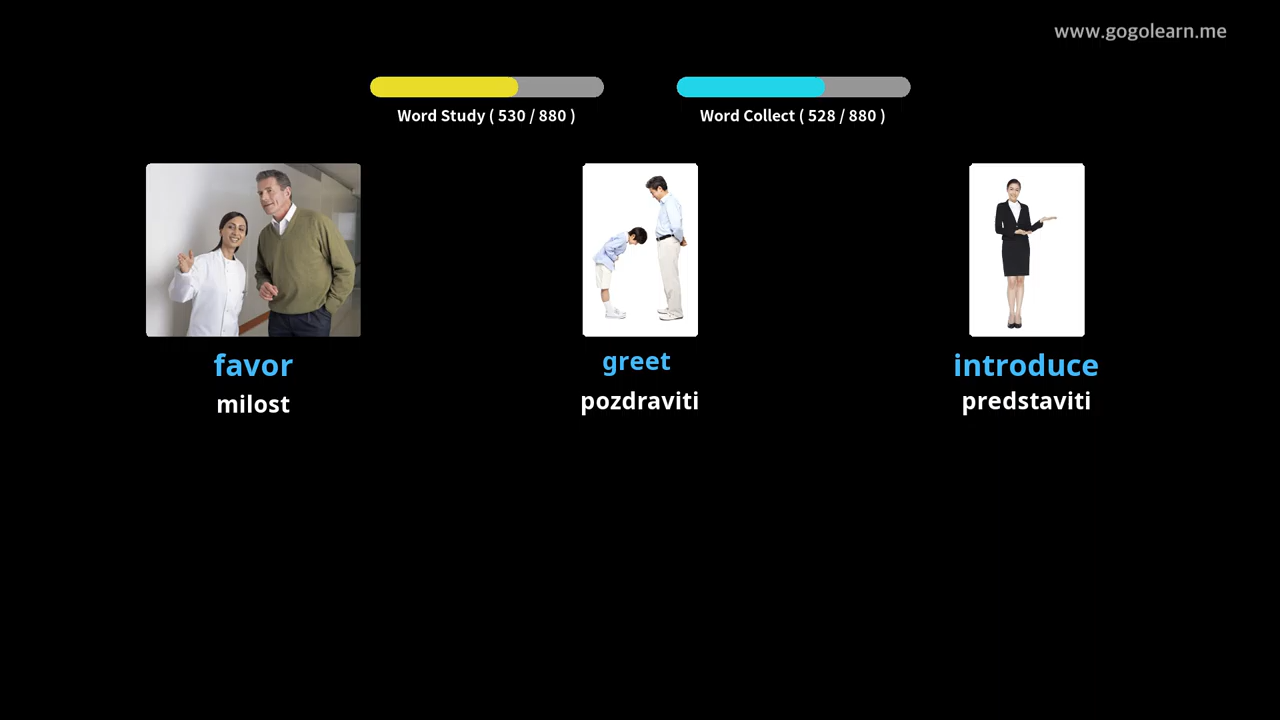 www.gogolearn.me
Word Study ( 530 / 880 )
Word Collect ( 528 / 880 )
favor
milost
greet
pozdraviti
introduce
predstaviti